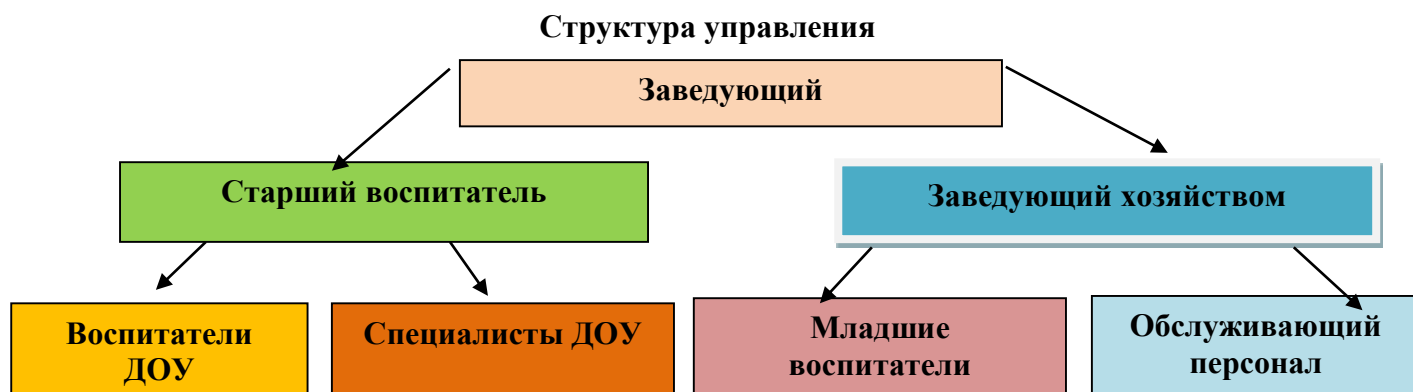 Структура управления
Заведующий
Старший воспитатель
Заведующий хозяйством
Воспитатели
ДОУ
Специалисты ДОУ
Младшие
воспитатели
Обслуживающий
персонал